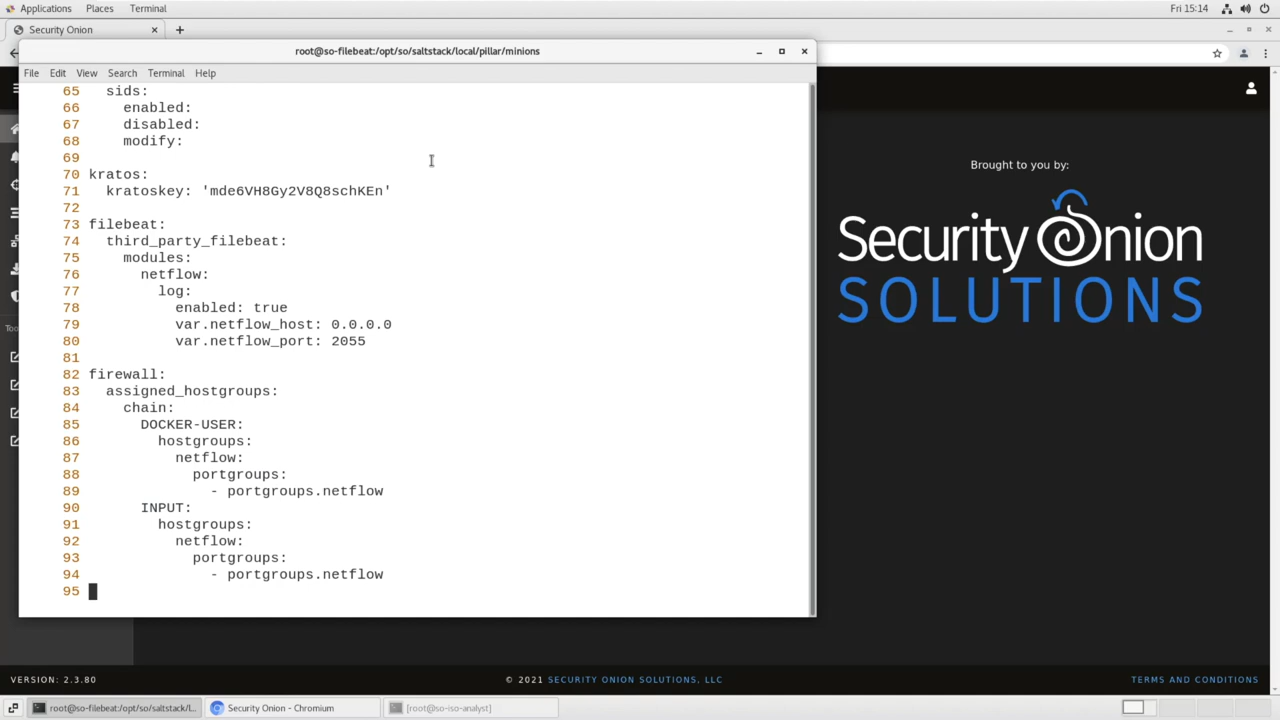 Applications Places Terminal Fri 15:14
Security Onion
root@so-filebeat:/opt/so/saltstack/local/pillar/minions
File Edit View Search Terminal Help
65 sids:
66 enabled:
67 disabled:
68 modify:
69
70 kratos:
71 kratoskey: 'mde6VH8Gy2V8Q8schKEn'
72
73 filebeat:
74 third_party_filebeat:
75 modules:
76 netflow:
77 log:
78 enabled: true
79 var.netflow_host: 0.0.0.0
80 var.netflow_port: 2055
81
82 firewall:
83 assigned_hostgroups:
84 chain:
85 DOCKER-USER:
86 hostgroups:
87 netflow:
88 portgroups:
89 - portgroups.netflow
90 INPUT:
91 hostgroups:
92 netflow:
93 portgroups:
94 - portgroups.netflow
95
Too
Brought to you by:
Security Onion
SOLUTIONS
VERSION: 2.3.80 © 2021 SECURITY ONION SOLUTIONS, LLC TERMS AND CONDITIONS
root@so-filebeat:/opt/so/saltstack/l... Security Onion - Chromium [root@so-iso-analyst]